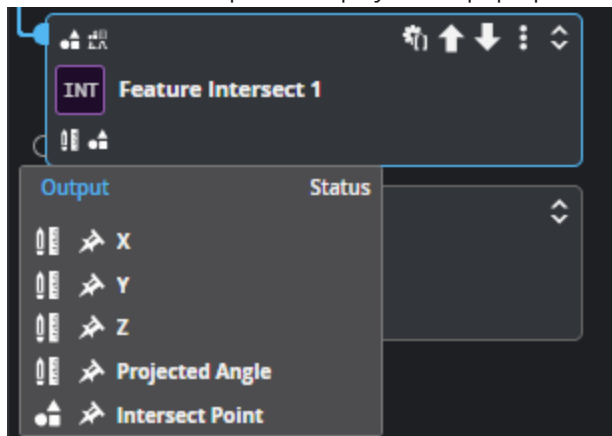 INT Feature Intersect 1
Output Status
X
Y
Z
Projected Angle
Intersect Point